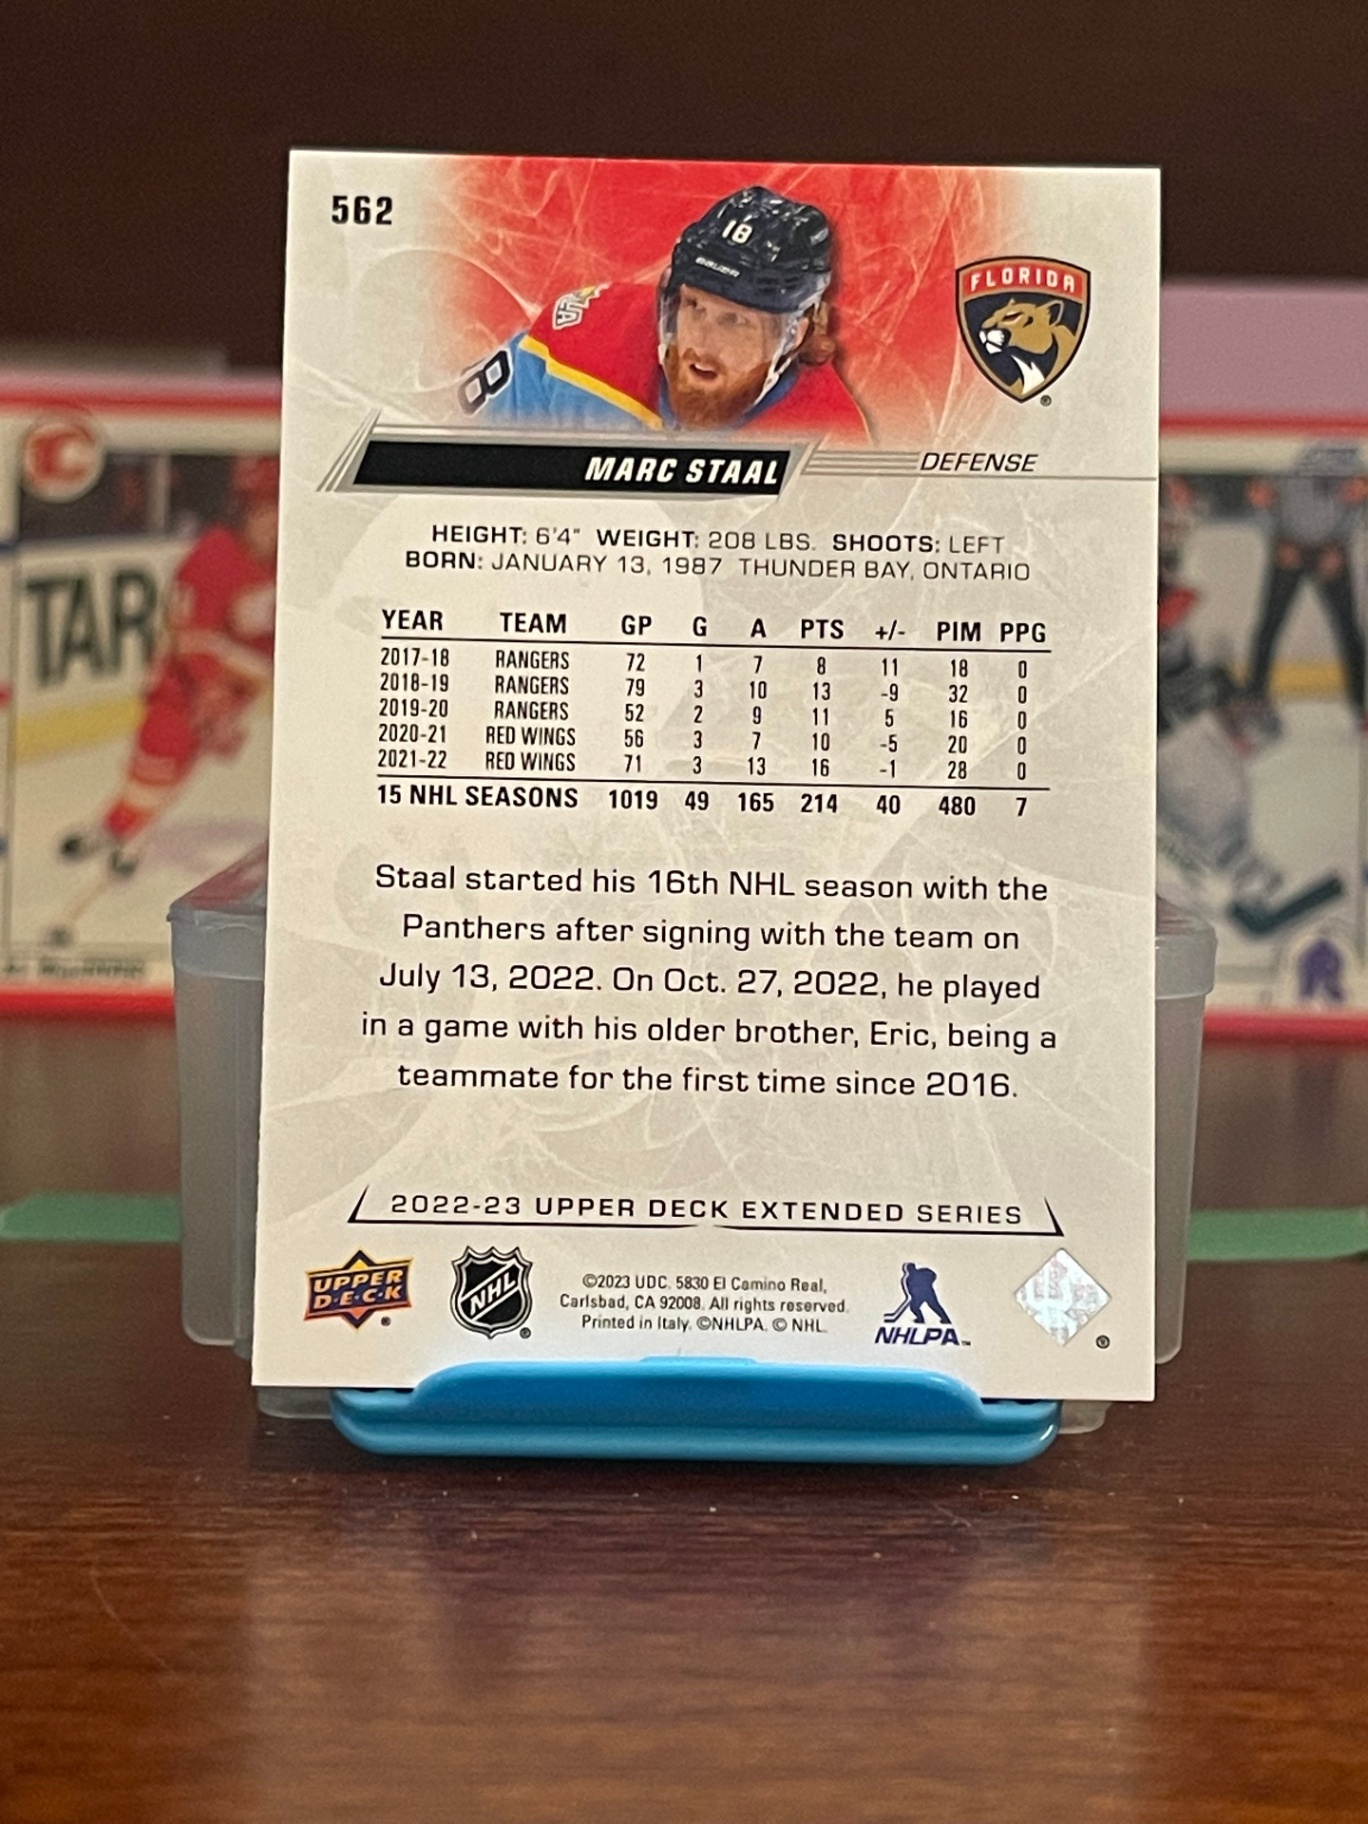 562
18
BAUER
FLORIDA
18
MARC STAAL
DEFENSE
HEIGHT: 6'4" WEIGHT: 208 LBS. SHOOTS: LEFT
BORN: JANUARY 13, 1987 THUNDER BAY, ONTARIO
YEAR TEAM GP G A PTS +/- PIM PPG
2017-18 RANGERS 72 1 7 8 11 18 0
2018-19 RANGERS 79 3 10 13 -9 32 0
2019-20 RANGERS 52 2 9 11 5 16 0
2020-21 RED WINGS 56 3 7 10 -5 20 0
2021-22 RED WINGS 71 3 13 16 -1 28 0
15 NHL SEASONS 1019 49 165 214 40 480 7
Staal started his 16th NHL season with the
Panthers after signing with the team on
July 13, 2022. On Oct. 27, 2022, he played
in a game with his older brother, Eric, being a
teammate for the first time since 2016.
2022-23 UPPER DECK EXTENDED SERIES
UPPER
D·E·C·K
®
NHL
®
©2023 UDC. 5830 El Camino Real,
Carlsbad, CA 92008. All rights reserved.
Printed in Italy. ©NHLPA. © NHL.
NHLPA™
®
TAR